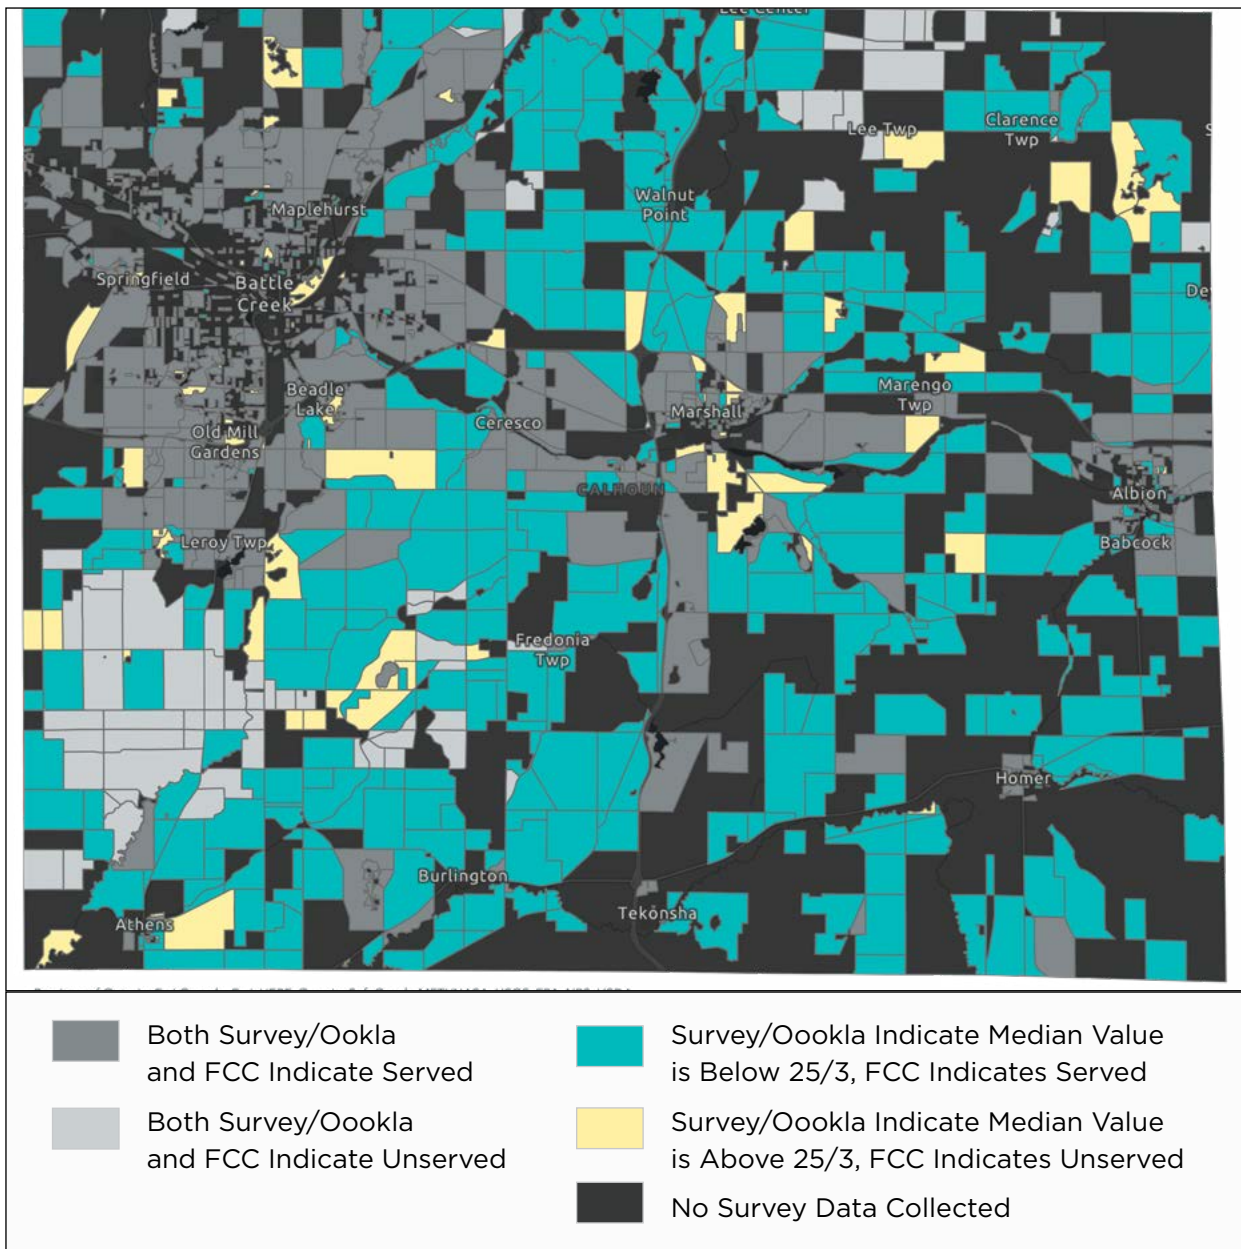 Lee Center
Lee Twp
Clarence
Twp
Walnut
Point
Maplehurst
Springfield
Battle
Creek
Beadle
Lake
Marengo
Twp
Marshall
Ceresco
Old Mill
Gardens
CALHOUN
Albion
Leroy Twp
Babcock
Fredonia
Twp
Homer
Burlington
Tekonsha
Athens
Both Survey/Ookla
and FCC Indicate Served
Both Survey/Oookla
and FCC Indicate Unserved
Survey/Oookla Indicate Median Value
is Below 25/3, FCC Indicates Served
Survey/Oookla Indicate Median Value
is Above 25/3, FCC Indicates Unserved
No Survey Data Collected